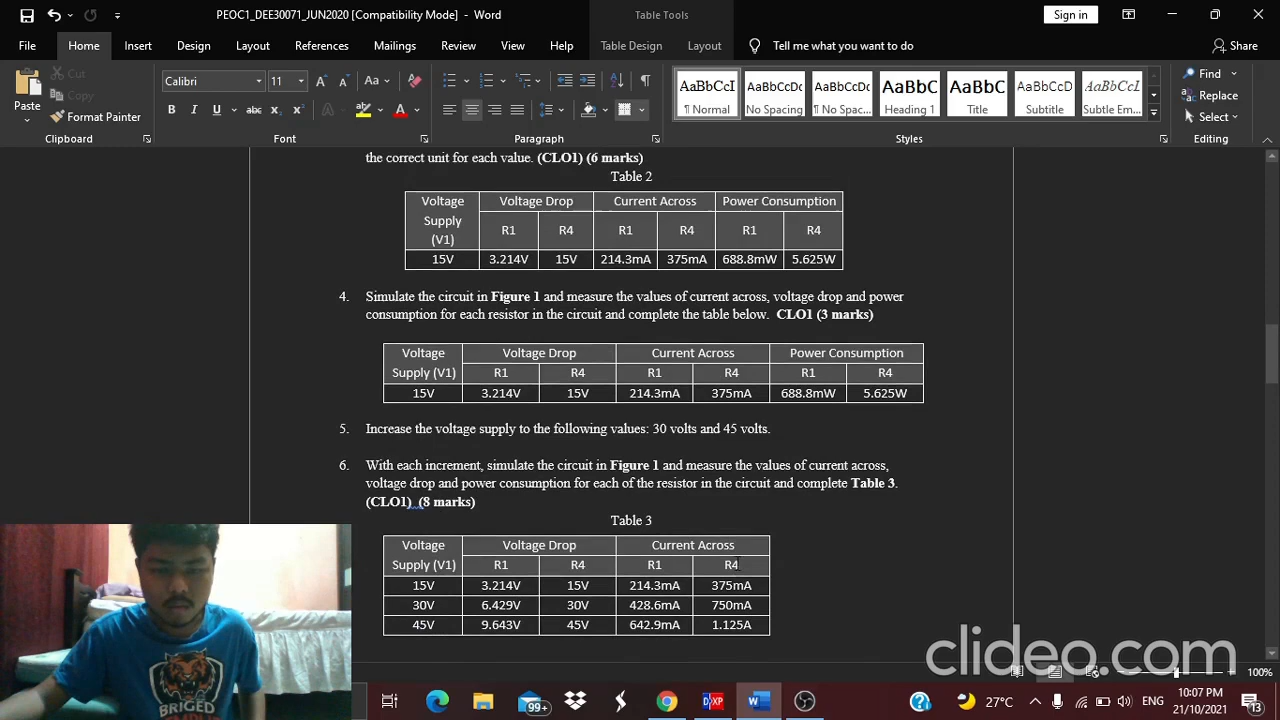 PEOC1_DEE30071_JUN2020 [Compatibility Mode] - Word
Table Tools
Sign in
File Home Insert Design Layout References Mailings Review View Help Table Design Layout Tell me what you want to do Share
Paste
Cut
Copy
Format Painter
Clipboard
Calibri 11
Font
Paragraph
AaBbCcI AaBbCcDc AaBbCcDc AaBbC AaBbC AaBbCcD AaBbCcI
¶ Normal No Spacing ¶ No Spac... Heading 1 Title Subtitle Subtle Em...
Styles
Find
Replace
Select
Editing
the correct unit for each value. (CLO1) (6 marks)
Table 2
Voltage Supply (V1) Voltage Drop Current Across Power Consumption
R1 R4 R1 R4 R1 R4
15V 3.214V 15V 214.3mA 375mA 688.8mW 5.625W
4. Simulate the circuit in Figure 1 and measure the values of current across, voltage drop and power
consumption for each resistor in the circuit and complete the table below. CLO1 (3 marks)
Voltage Supply (V1) Voltage Drop Current Across Power Consumption
R1 R4 R1 R4 R1 R4
15V 3.214V 15V 214.3mA 375mA 688.8mW 5.625W
5. Increase the voltage supply to the following values: 30 volts and 45 volts.
6. With each increment, simulate the circuit in Figure 1 and measure the values of current across,
voltage drop and power consumption for each of the resistor in the circuit and complete Table 3.
(CLO1) (8 marks)
Table 3
Voltage Supply (V1) Voltage Drop Current Across
R1 R4 R1 R4
15V 3.214V 15V 214.3mA 375mA
30V 6.429V 30V 428.6mA 750mA
45V 9.643V 45V 642.9mA 1.125A
clideo.com
100%
99+
27°C ENG
10:07 PM
21/10/2021
13
BRIGED